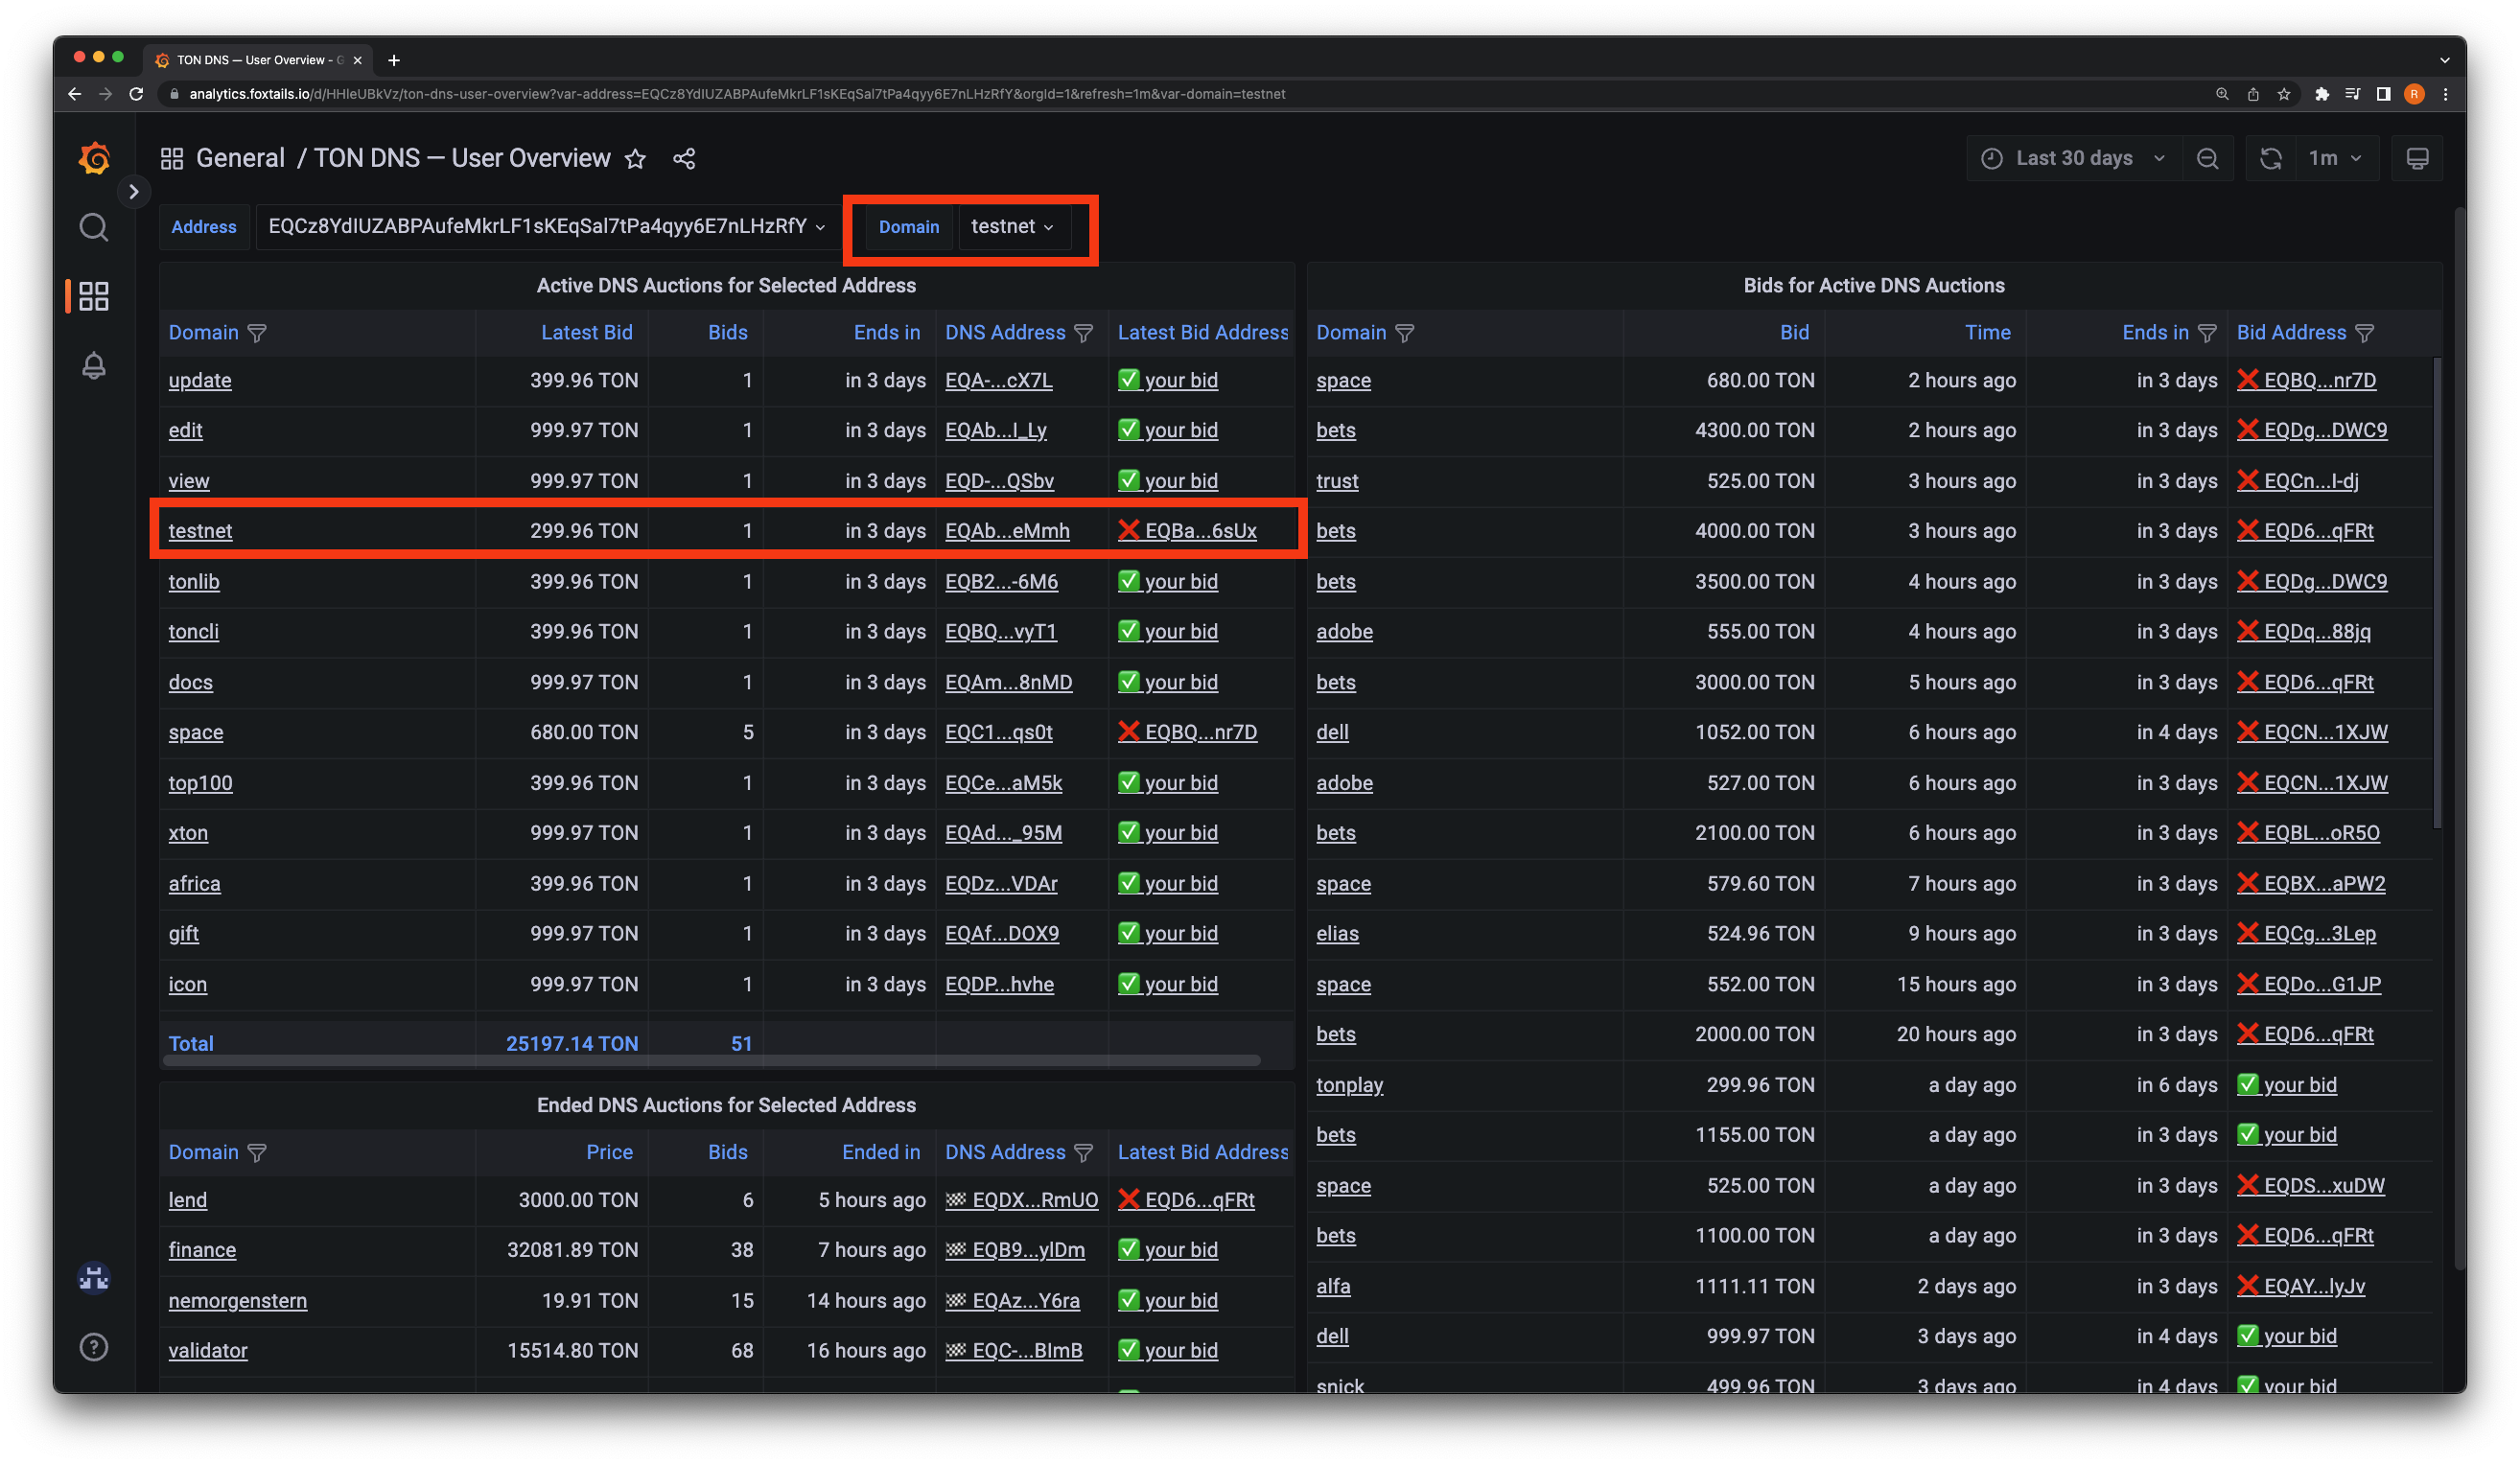 TON DNS — User Overview - G
analytics.foxtails.io/d/HHIeUBkVz/ton-dns-user-overview?var-address=EQCz8YdIUZABPAufeMkrLF1sKEqSal7tPa4qyy6E7nLHzRfY&orgId=1&refresh=1m&var-domain=testnet
R
General / TON DNS — User Overview
Last 30 days
1m
Address EQCz8YdIUZABPAufeMkrLF1sKEqSal7tPa4qyy6E7nLHzRfY
Domain testnet
Active DNS Auctions for Selected Address
Domain Latest Bid Bids Ends in DNS Address Latest Bid Address
update 399.96 TON 1 in 3 days EQA-...cX7L ✅ your bid
edit 999.97 TON 1 in 3 days EQAb...I_Ly ✅ your bid
view 999.97 TON 1 in 3 days EQD-...QSbv ✅ your bid
testnet 299.96 TON 1 in 3 days EQAb...eMmh ❌ EQBa...6sUx
tonlib 399.96 TON 1 in 3 days EQB2...-6M6 ✅ your bid
toncli 399.96 TON 1 in 3 days EQBQ...vyT1 ✅ your bid
docs 999.97 TON 1 in 3 days EQAm...8nMD ✅ your bid
space 680.00 TON 5 in 3 days EQC1...qs0t ❌ EQBQ...nr7D
top100 399.96 TON 1 in 3 days EQCe...aM5k ✅ your bid
xton 999.97 TON 1 in 3 days EQAd..._95M ✅ your bid
africa 399.96 TON 1 in 3 days EQDz...VDAr ✅ your bid
gift 999.97 TON 1 in 3 days EQAf...DOX9 ✅ your bid
icon 999.97 TON 1 in 3 days EQDP...hvhe ✅ your bid
Total 25197.14 TON 51
Ended DNS Auctions for Selected Address
Domain Price Bids Ended in DNS Address Latest Bid Address
lend 3000.00 TON 6 5 hours ago EQDX...RmUO ❌ EQD6...qFRt
finance 32081.89 TON 38 7 hours ago EQB9...ylDm ✅ your bid
nemorgenstern 19.91 TON 15 14 hours ago EQAz...Y6ra ✅ your bid
validator 15514.80 TON 68 16 hours ago EQC-...BImB ✅ your bid
Bids for Active DNS Auctions
Domain Bid Time Ends in Bid Address
space 680.00 TON 2 hours ago in 3 days ❌ EQBQ...nr7D
bets 4300.00 TON 2 hours ago in 3 days ❌ EQDg...DWC9
trust 525.00 TON 3 hours ago in 3 days ❌ EQCn...I-dj
bets 4000.00 TON 3 hours ago in 3 days ❌ EQD6...qFRt
bets 3500.00 TON 4 hours ago in 3 days ❌ EQDg...DWC9
adobe 555.00 TON 4 hours ago in 3 days ❌ EQDq...88jq
bets 3000.00 TON 5 hours ago in 3 days ❌ EQD6...qFRt
dell 1052.00 TON 6 hours ago in 4 days ❌ EQCN...1XJW
adobe 527.00 TON 6 hours ago in 3 days ❌ EQCN...1XJW
bets 2100.00 TON 6 hours ago in 3 days ❌ EQBL...oR5O
space 579.60 TON 7 hours ago in 3 days ❌ EQBX...aPW2
elias 524.96 TON 9 hours ago in 3 days ❌ EQCg...3Lep
space 552.00 TON 15 hours ago in 3 days ❌ EQDo...G1JP
bets 2000.00 TON 20 hours ago in 3 days ❌ EQD6...qFRt
tonplay 299.96 TON a day ago in 6 days ✅ your bid
bets 1155.00 TON a day ago in 3 days ✅ your bid
space 525.00 TON a day ago in 3 days ❌ EQDS...xuDW
bets 1100.00 TON a day ago in 3 days ❌ EQD6...qFRt
alfa 1111.11 TON 2 days ago in 3 days ❌ EQAY...lyJv
dell 999.97 TON 3 days ago in 4 days ✅ your bid
snick 499.96 TON 3 days ago in 4 days ✅ your bid